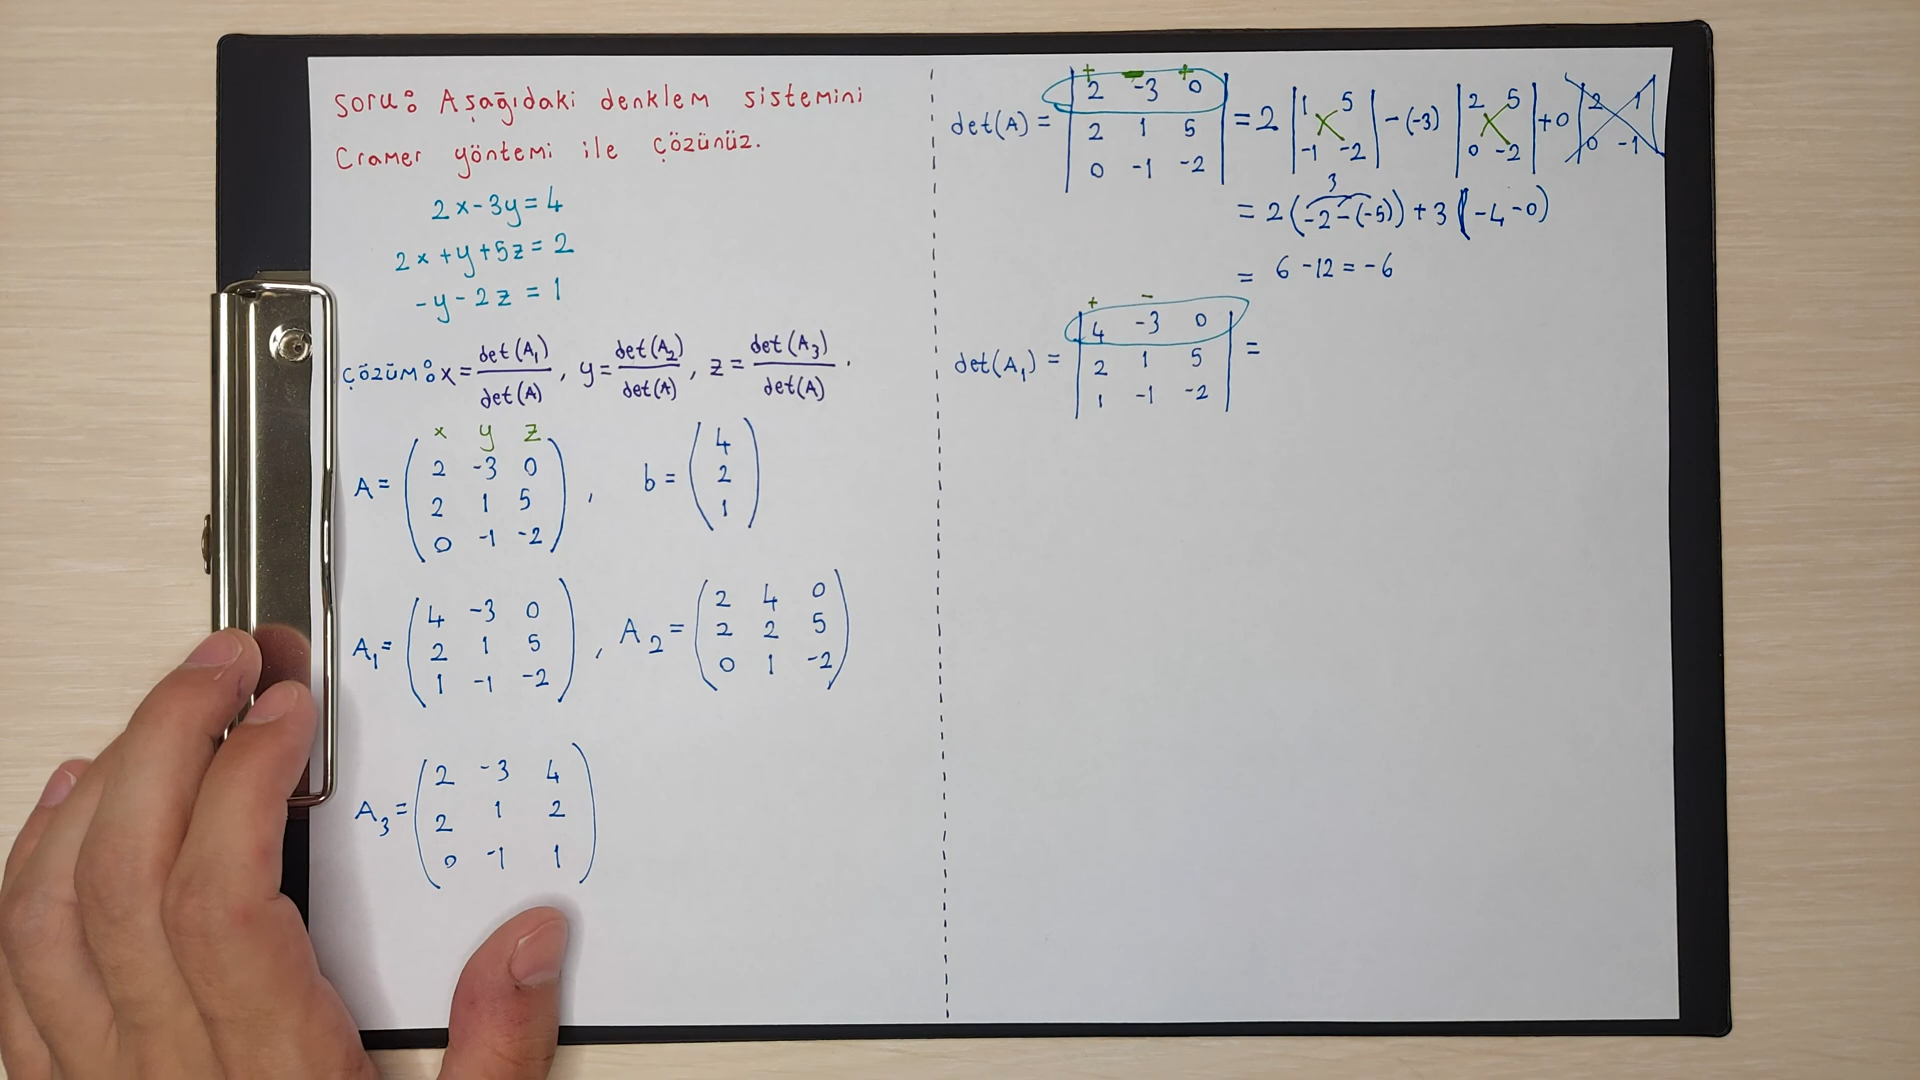 Soru: Aşağıdaki denklem sistemini
Cramer yöntemi ile çözünüz.
2x-3y=4
2x+y+5z=2
-y-2z=1
Çözüm: x = det(A₁)/det(A), y = det(A₂)/det(A), z = det(A₃)/det(A).
x y z
A = ( 2 -3 0
2 1 5
0 -1 -2 ), b = ( 4
2
1 )
A₁ = ( 4 -3 0
2 1 5
1 -1 -2 ), A₂ = ( 2 4 0
2 2 5
0 1 -2 )
A₃ = ( 2 -3 4
2 1 2
0 -1 1 )
+ - +
det(A) = | 2 -3 0
2 1 5
0 -1 -2 | = 2 | 1 5
-1 -2 | -(-3) | 2 5
0 -2 | +0 | 2 1
0 -1 |
3
= 2(-2-(-5)) + 3(-4-0)
= 6-12=-6
+ -
det(A₁) = | 4 -3 0
2 1 5
1 -1 -2 | =